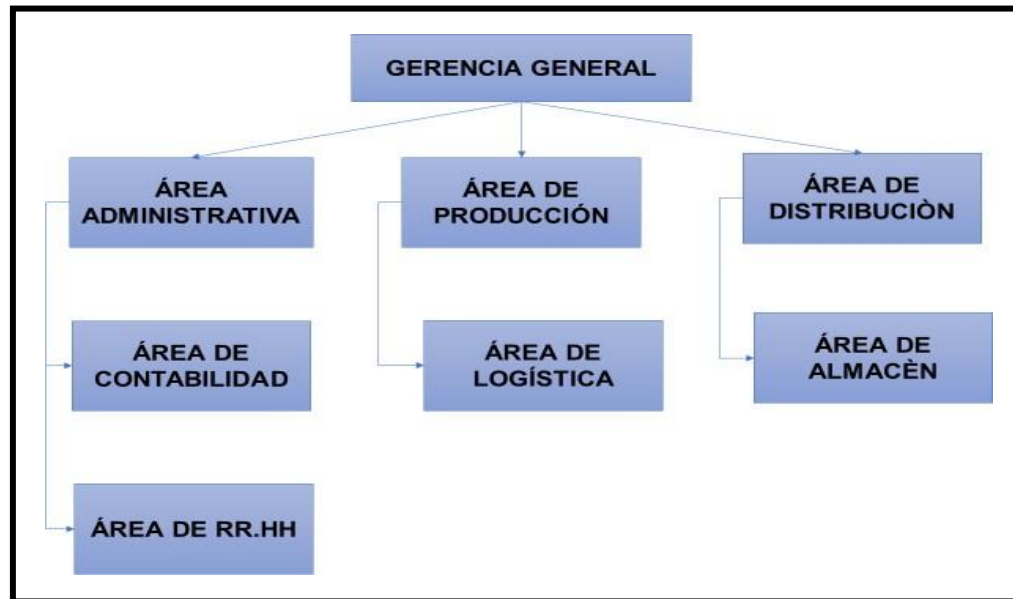 GERENCIA GENERAL
ÁREA
ADMINISTRATIVA
ÁREA DE
PRODUCCIÓN
ÁREA DE
DISTRIBUCIÒN
ÁREA DE
CONTABILIDAD
ÁREA DE
LOGÍSTICA
ÁREA DE
ALMACÈN
ÁREA DE RR.HH